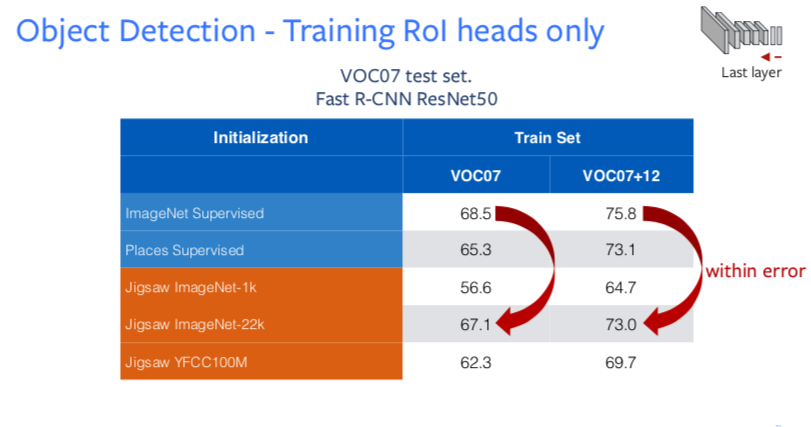 Object Detection - Training RoI heads only
Last layer
VOC07 test set.
Fast R-CNN ResNet50
Initialization Train Set
VOC07 VOC07+12
ImageNet Supervised 68.5 75.8
Places Supervised 65.3 73.1
within error
Jigsaw ImageNet-1k 56.6 64.7
Jigsaw ImageNet-22k 67.1 73.0
Jigsaw YFCC100M 62.3 69.7